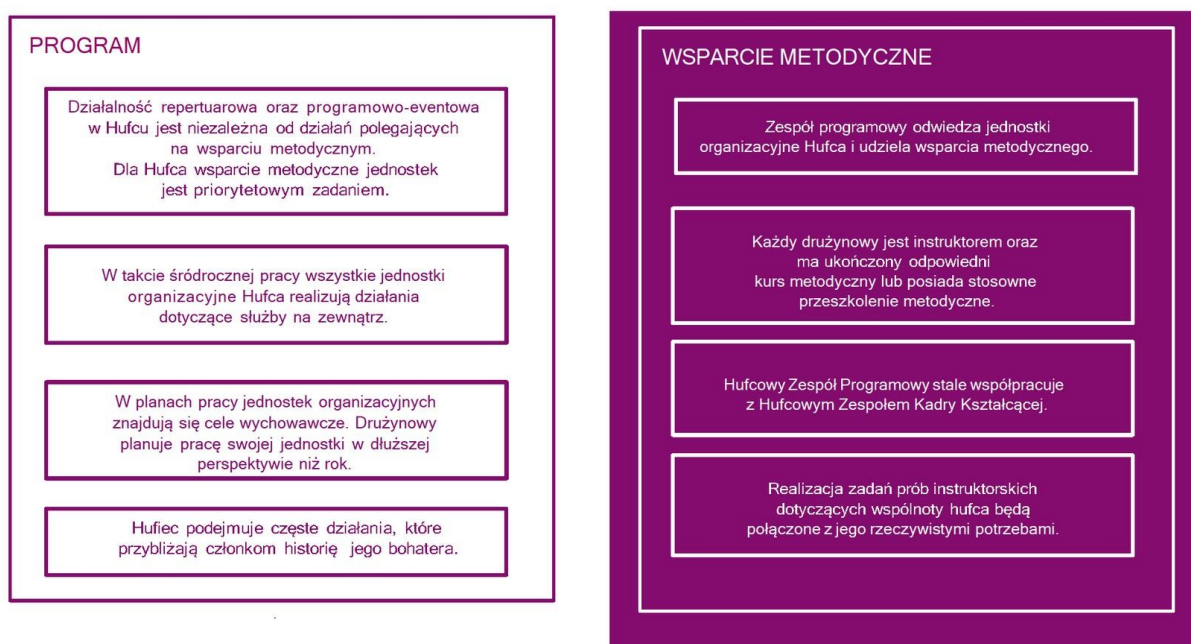 PROGRAM
Działalność repertuarowa oraz programowo-eventowa
w Hufcu jest niezależna od działań polegających
na wsparciu metodycznym.
Dla Hufca wsparcie metodyczne jednostek
jest priorytetowym zadaniem.
W takcie śródrocznej pracy wszystkie jednostki
organizacyjne Hufca realizują działania
dotyczące służby na zewnątrz.
W planach pracy jednostek organizacyjnych
znajdują się cele wychowawcze. Drużynowy
planuje pracę swojej jednostki w dłuższej
perspektywie niż rok.
Hufiec podejmuje częste działania, które
przybliżają członkom historię jego bohatera.
WSPARCIE METODYCZNE
Zespół programowy odwiedza jednostki
organizacyjne Hufca i udziela wsparcia metodycznego.
Każdy drużynowy jest instruktorem oraz
ma ukończony odpowiedni
kurs metodyczny lub posiada stosowne
przeszkolenie metodyczne.
Hufcowy Zespół Programowy stale współpracuje
z Hufcowym Zespołem Kadry Kształcącej.
Realizacja zadań prób instruktorskich
dotyczących wspólnoty hufca będą
połączone z jego rzeczywistymi potrzebami.